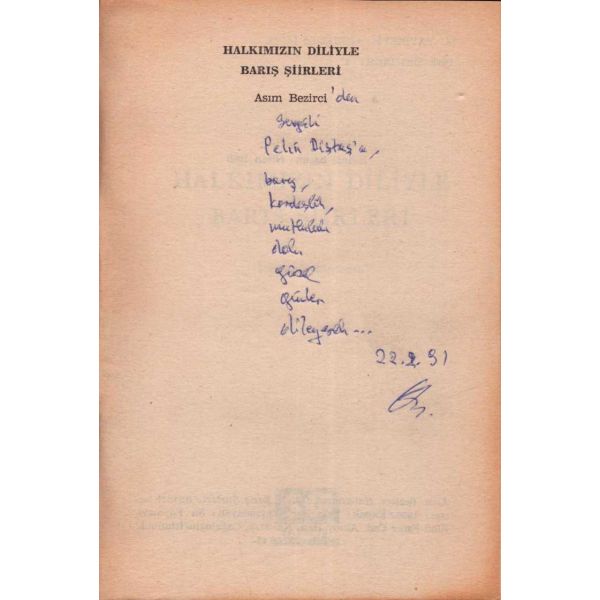 HALKIMIZIN DİLİYLE
BARIŞ ŞİİRLERİ
Asım Bezirci 'den
Sevgili
Pelin Diştaş'a,
barış,
kardeşlik,
mutluluk
dolu
güzel
günler
dileyerek...
22.2.91